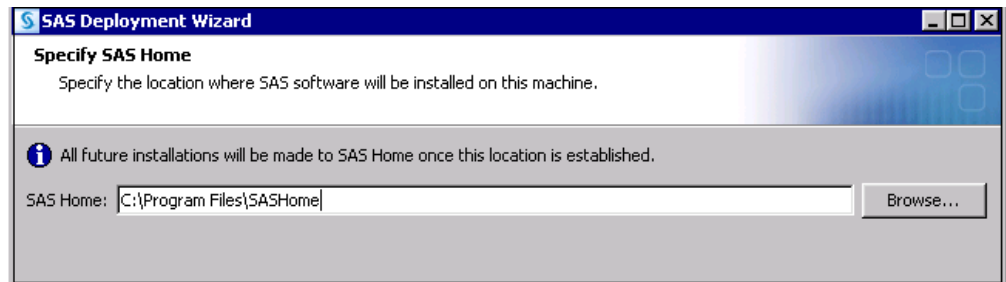 SAS Deployment Wizard
Specify SAS Home
Specify the location where SAS software will be installed on this machine.
All future installations will be made to SAS Home once this location is established.
SAS Home: C:\Program Files\SASHome Browse...